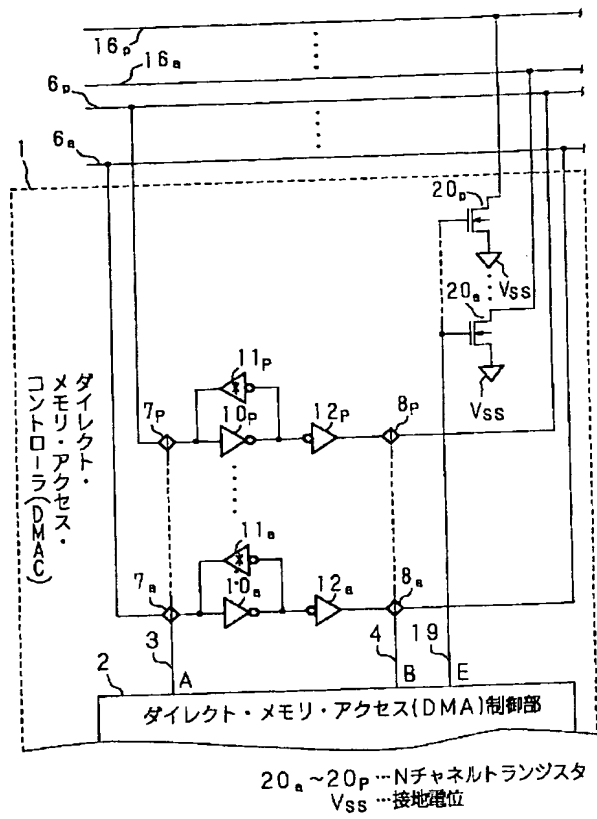 16p
16a
6p
6a
1
20p
VSS
20a
VSS
ダイレクト・
メモリ・アクセス・
コントローラ(DMAC)
11p
7p
10p
12p
8p
11a
7a
10a
12a
8a
3
4
19
2
A
B
E
ダイレクト・メモリ・アクセス(DMA)制御部
20a~20p…Nチャネルトランジスタ
VSS…接地電位